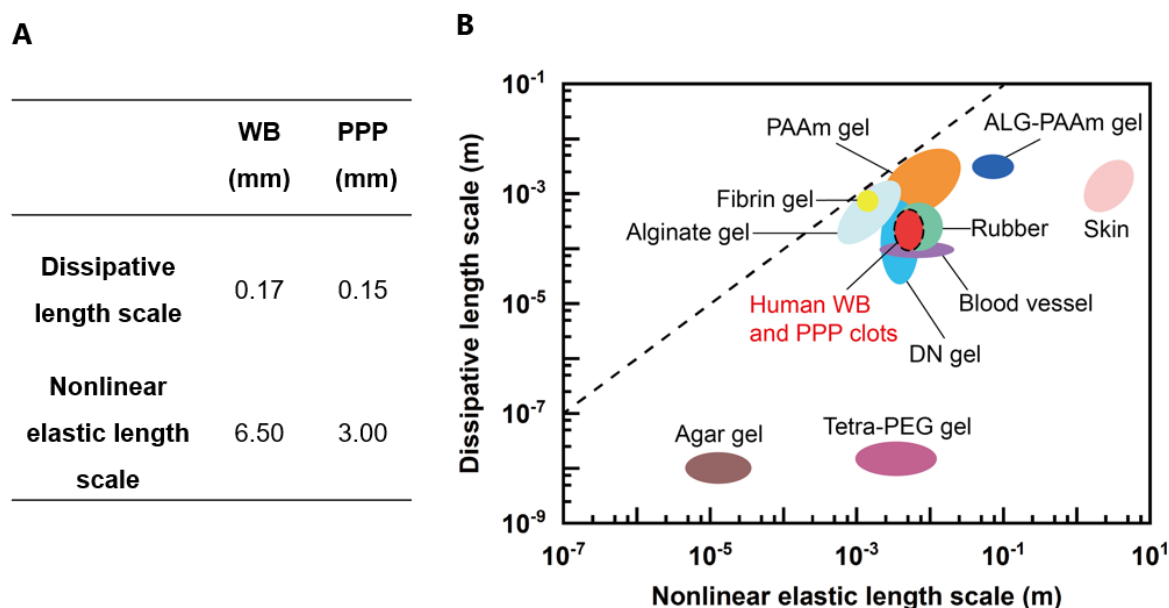 A
WB
(mm)
PPP
(mm)
Dissipative
length scale
0.17
0.15
Nonlinear
elastic length
scale
6.50
3.00
B
Dissipative length scale (m)
10⁻¹
10⁻³
10⁻⁵
10⁻⁷
10⁻⁹
PAAm gel
ALG-PAAm gel
Fibrin gel
Alginate gel
Rubber
Skin
Human WB
and PPP clots
Blood vessel
DN gel
Agar gel
Tetra-PEG gel
10⁻⁷
10⁻⁵
10⁻³
10⁻¹
10¹
Nonlinear elastic length scale (m)